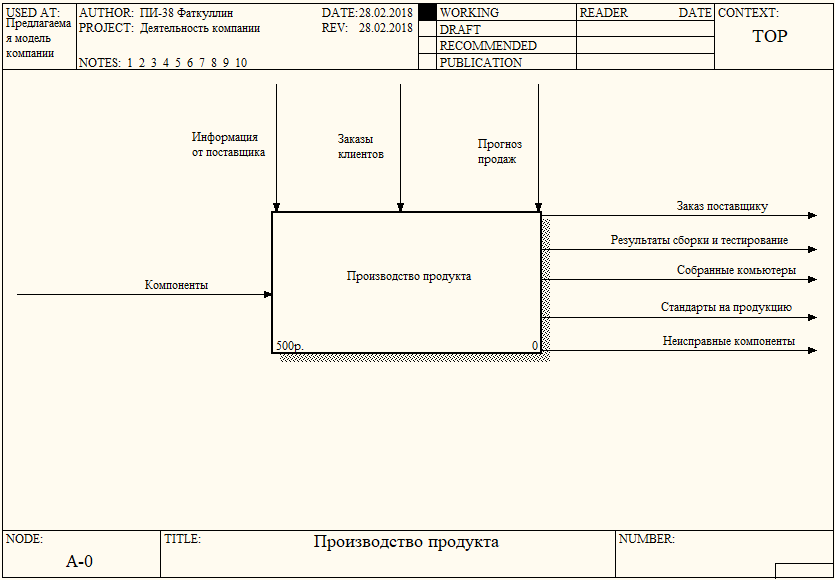 USED AT:
Предлагаема
я модель
компании
AUTHOR: ПИ-38 Фаткуллин
DATE:28.02.2018
PROJECT: Деятельность компании
REV: 28.02.2018
NOTES: 1 2 3 4 5 6 7 8 9 10
WORKING
DRAFT
RECOMMENDED
PUBLICATION
READER
DATE
CONTEXT:
TOP
Информация
от поставщика
Заказы
клиентов
Прогноз
продаж
Заказ поставщику
Результаты сборки и тестирование
Собранные комьютеры
Стандарты на продукцию
Неисправные компоненты
Компоненты
Производство продукта
500р.
0
NODE:
A-0
TITLE:
Производство продукта
NUMBER: